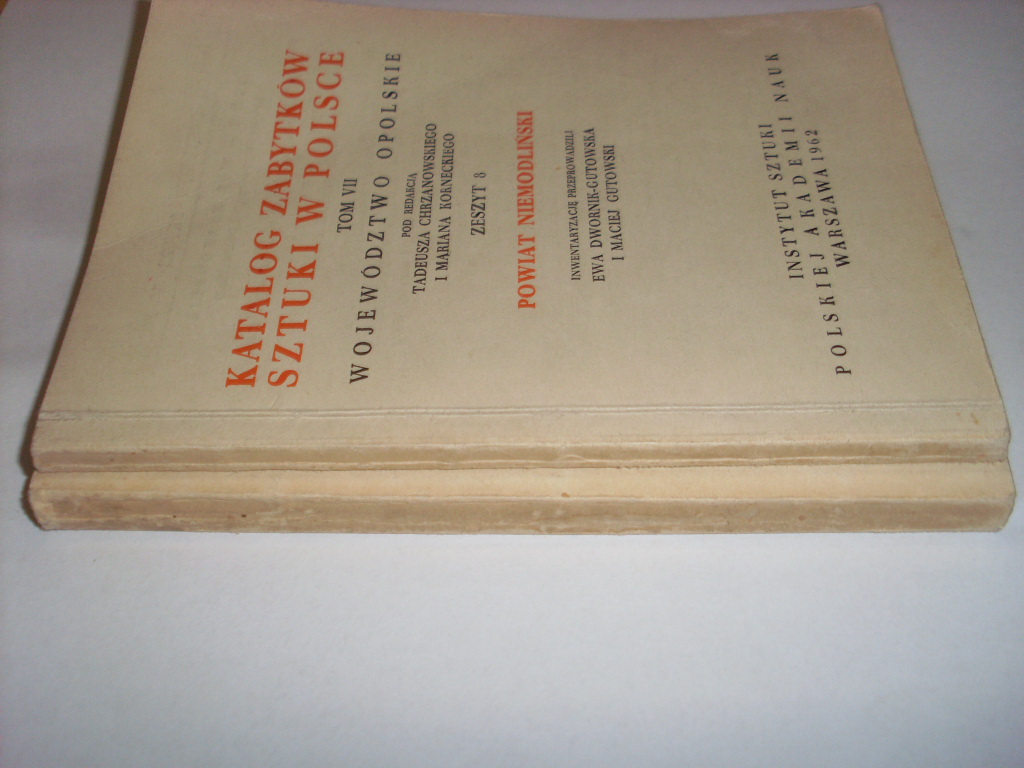 KATALOG ZABYTKÓW
SZTUKI W POLSCE
TOM VII
WOJEWÓDZTWO OPOLSKIE
POD REDAKCJĄ
TADEUSZA CHRZANOWSKIEGO
I MARIANA KORNECKIEGO
ZESZYT 8
POWIAT NIEMODLIŃSKI
INWENTARYZACJĘ PRZEPROWADZILI
EWA DWORNIK-GUTOWSKA
I MACIEJ GUTOWSKI
INSTYTUT SZTUKI
POLSKIEJ AKADEMII NAUK
WARSZAWA 1962